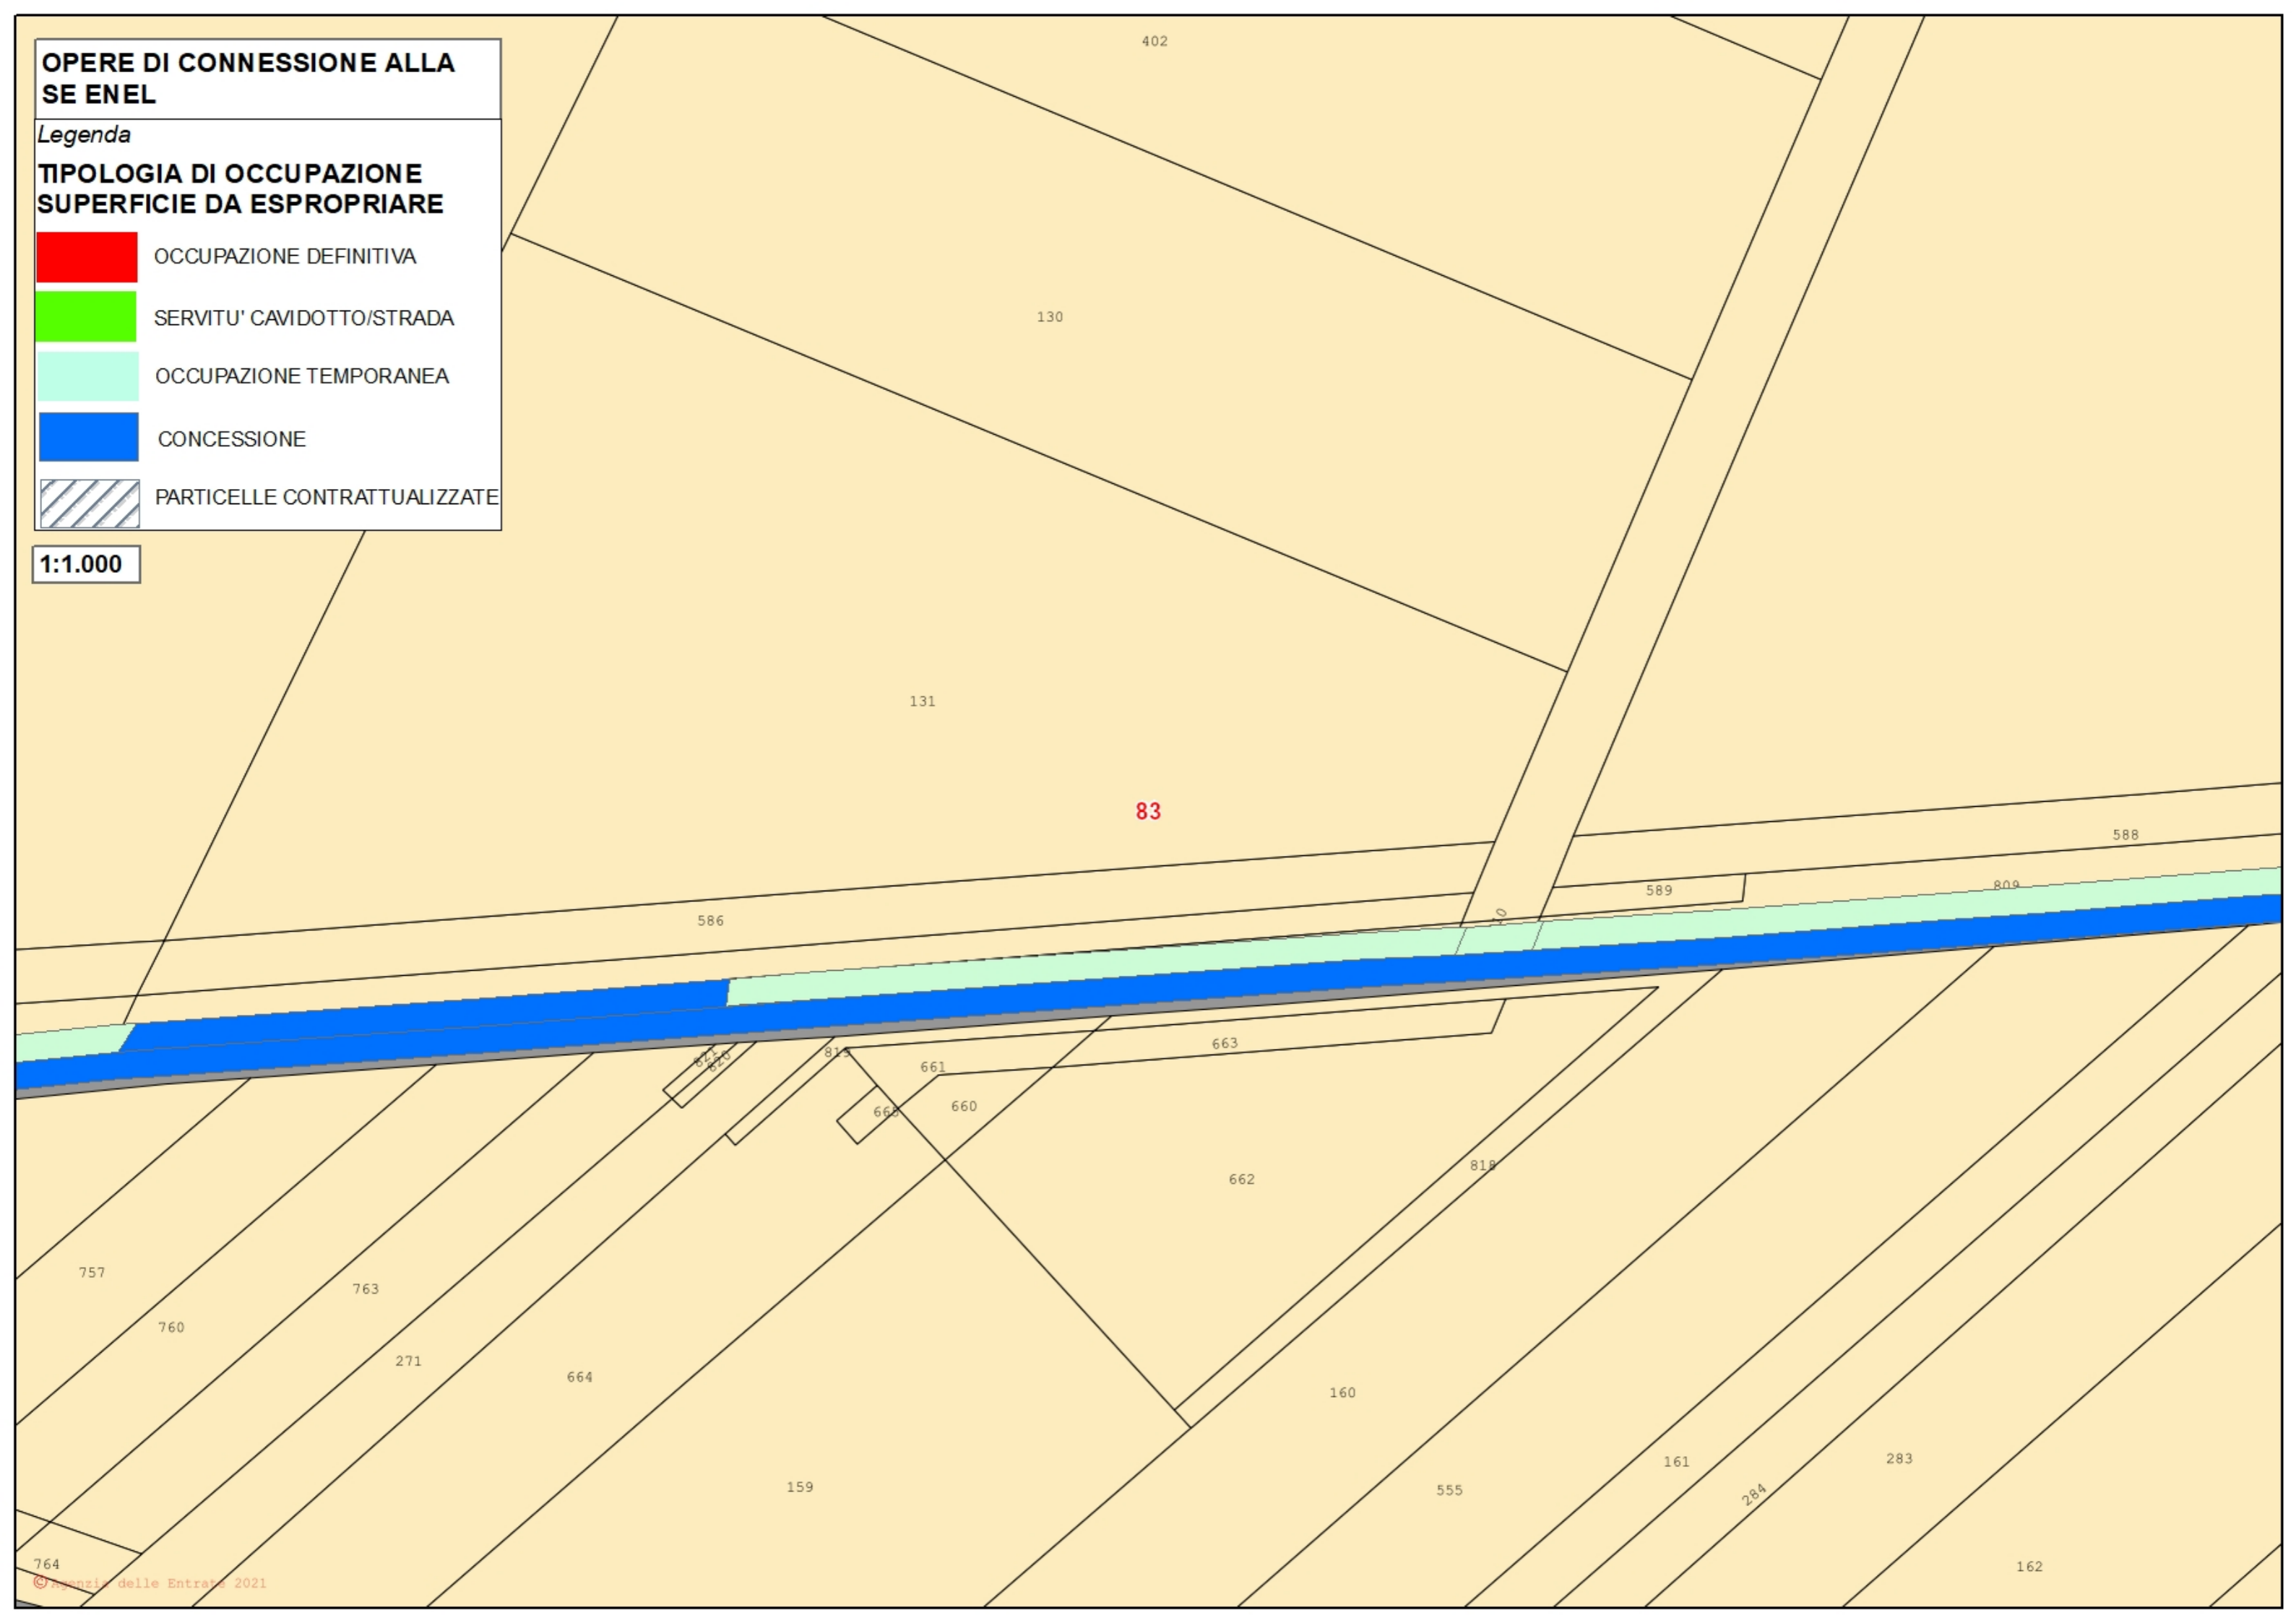 OPERE DI CONNESSIONE ALLA
SE ENEL
Legenda
TIPOLOGIA DI OCCUPAZIONE
SUPERFICIE DA ESPROPRIARE
OCCUPAZIONE DEFINITIVA
SERVITU' CAVIDOTTO/STRADA
OCCUPAZIONE TEMPORANEA
CONCESSIONE
PARTICELLE CONTRATTUALIZZATE
1:1.000
402
130
131
83
588
589
809
586
663
661
660
662
818
757
763
760
271
664
160
159
161
283
555
284
764
162
© Agenzia delle Entrate 2021